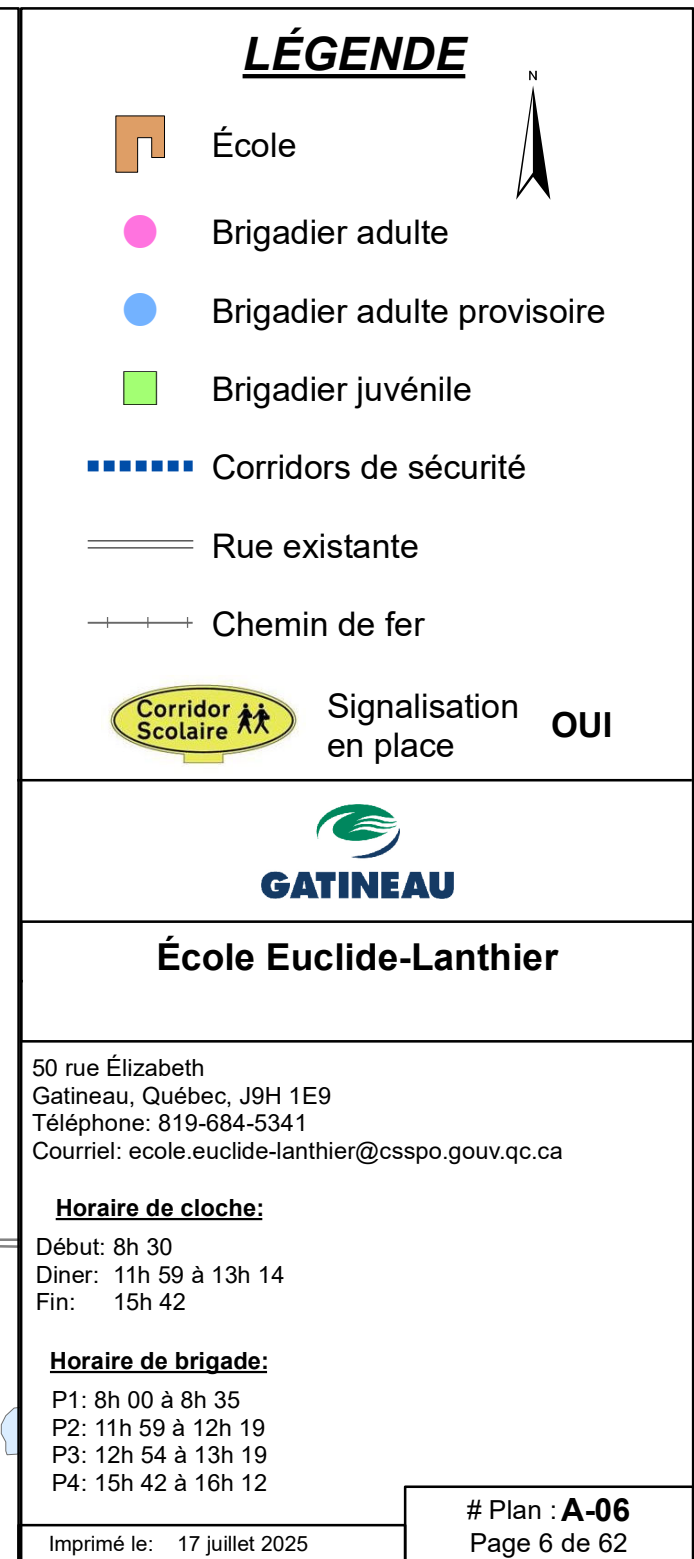 LÉGENDE
N
École
Brigadier adulte
Brigadier adulte provisoire
Brigadier juvénile
Corridors de sécurité
Rue existante
Chemin de fer
Corridor
Scolaire
Signalisation
en place
OUI
GATINEAU
École Euclide-Lanthier
50 rue Élizabeth
Gatineau, Québec, J9H 1E9
Téléphone: 819-684-5341
Courriel: ecole.euclide-lanthier@csspo.gouv.qc.ca
Horaire de cloche:
Début: 8h 30
Diner: 11h 59 à 13h 14
Fin: 15h 42
Horaire de brigade:
P1: 8h 00 à 8h 35
P2: 11h 59 à 12h 19
P3: 12h 54 à 13h 19
P4: 15h 42 à 16h 12
# Plan : A-06
Imprimé le: 17 juillet 2025
Page 6 de 62